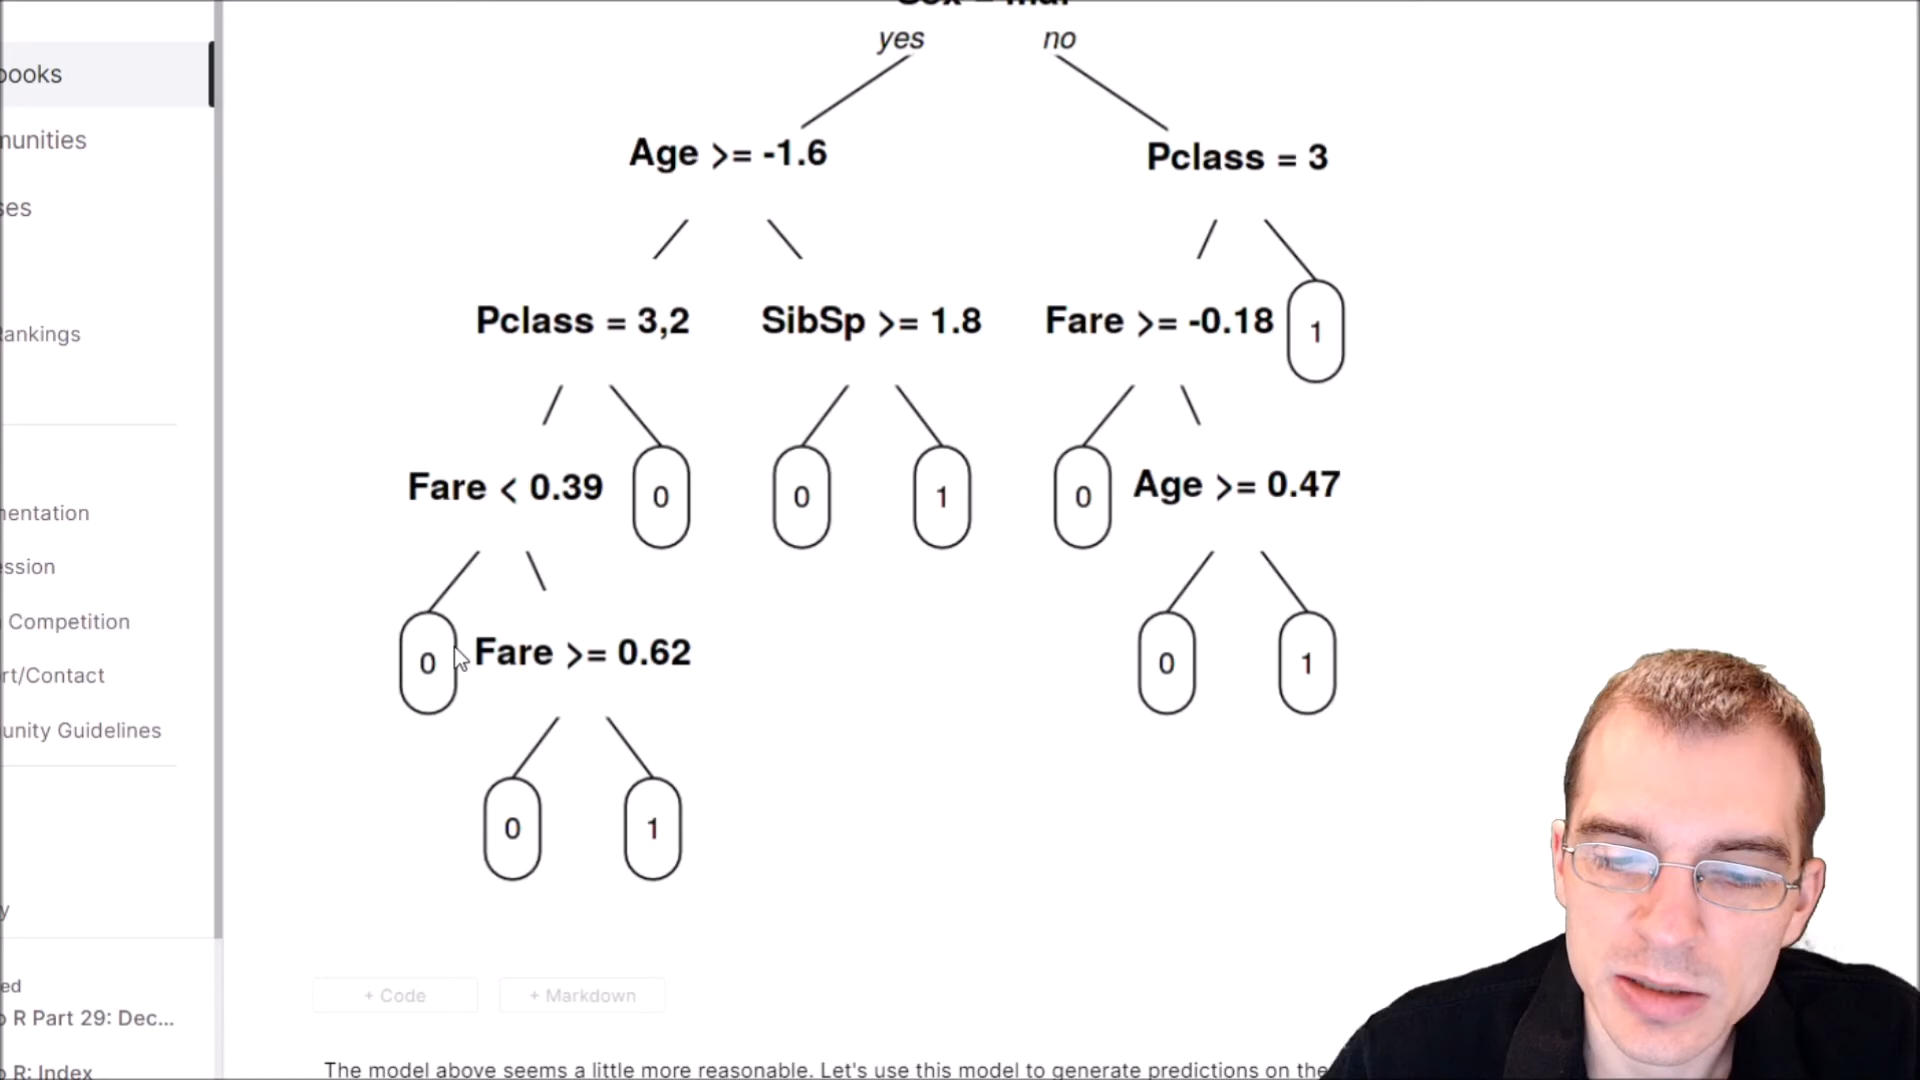 yes
no
Age >= -1.6
Pclass = 3
Pclass = 3,2
SibSp >= 1.8
Fare >= -0.18
1
Fare < 0.39
0
0
1
0
Age >= 0.47
0
Fare >= 0.62
0
1
0
1
ooks
munities
ses
ankings
entation
ession
Competition
rt/Contact
unity Guidelines
y
ed
o R Part 29: Dec...
o R: Index
+ Code
+ Markdown
The model above seems a little more reasonable. Let's use this model to generate predictions on the